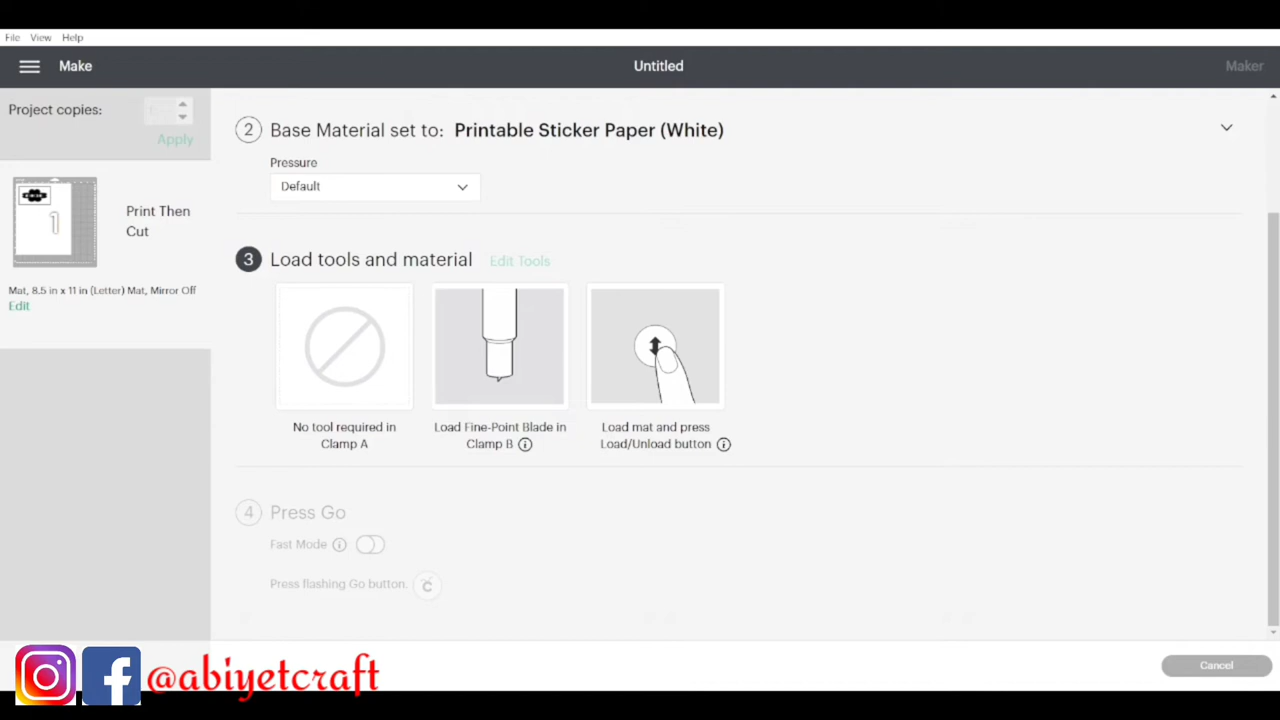 File View Help
Make
Untitled
Maker
Project copies:
Apply
Print Then
Cut
Mat, 8.5 in x 11 in (Letter) Mat, Mirror Off
Edit
2 Base Material set to: Printable Sticker Paper (White)
Pressure
Default
3 Load tools and material Edit Tools
No tool required in
Clamp A
Load Fine-Point Blade in
Clamp B
Load mat and press
Load/Unload button
4 Press Go
Fast Mode
Press flashing Go button.
Cancel
@abiyetcraft